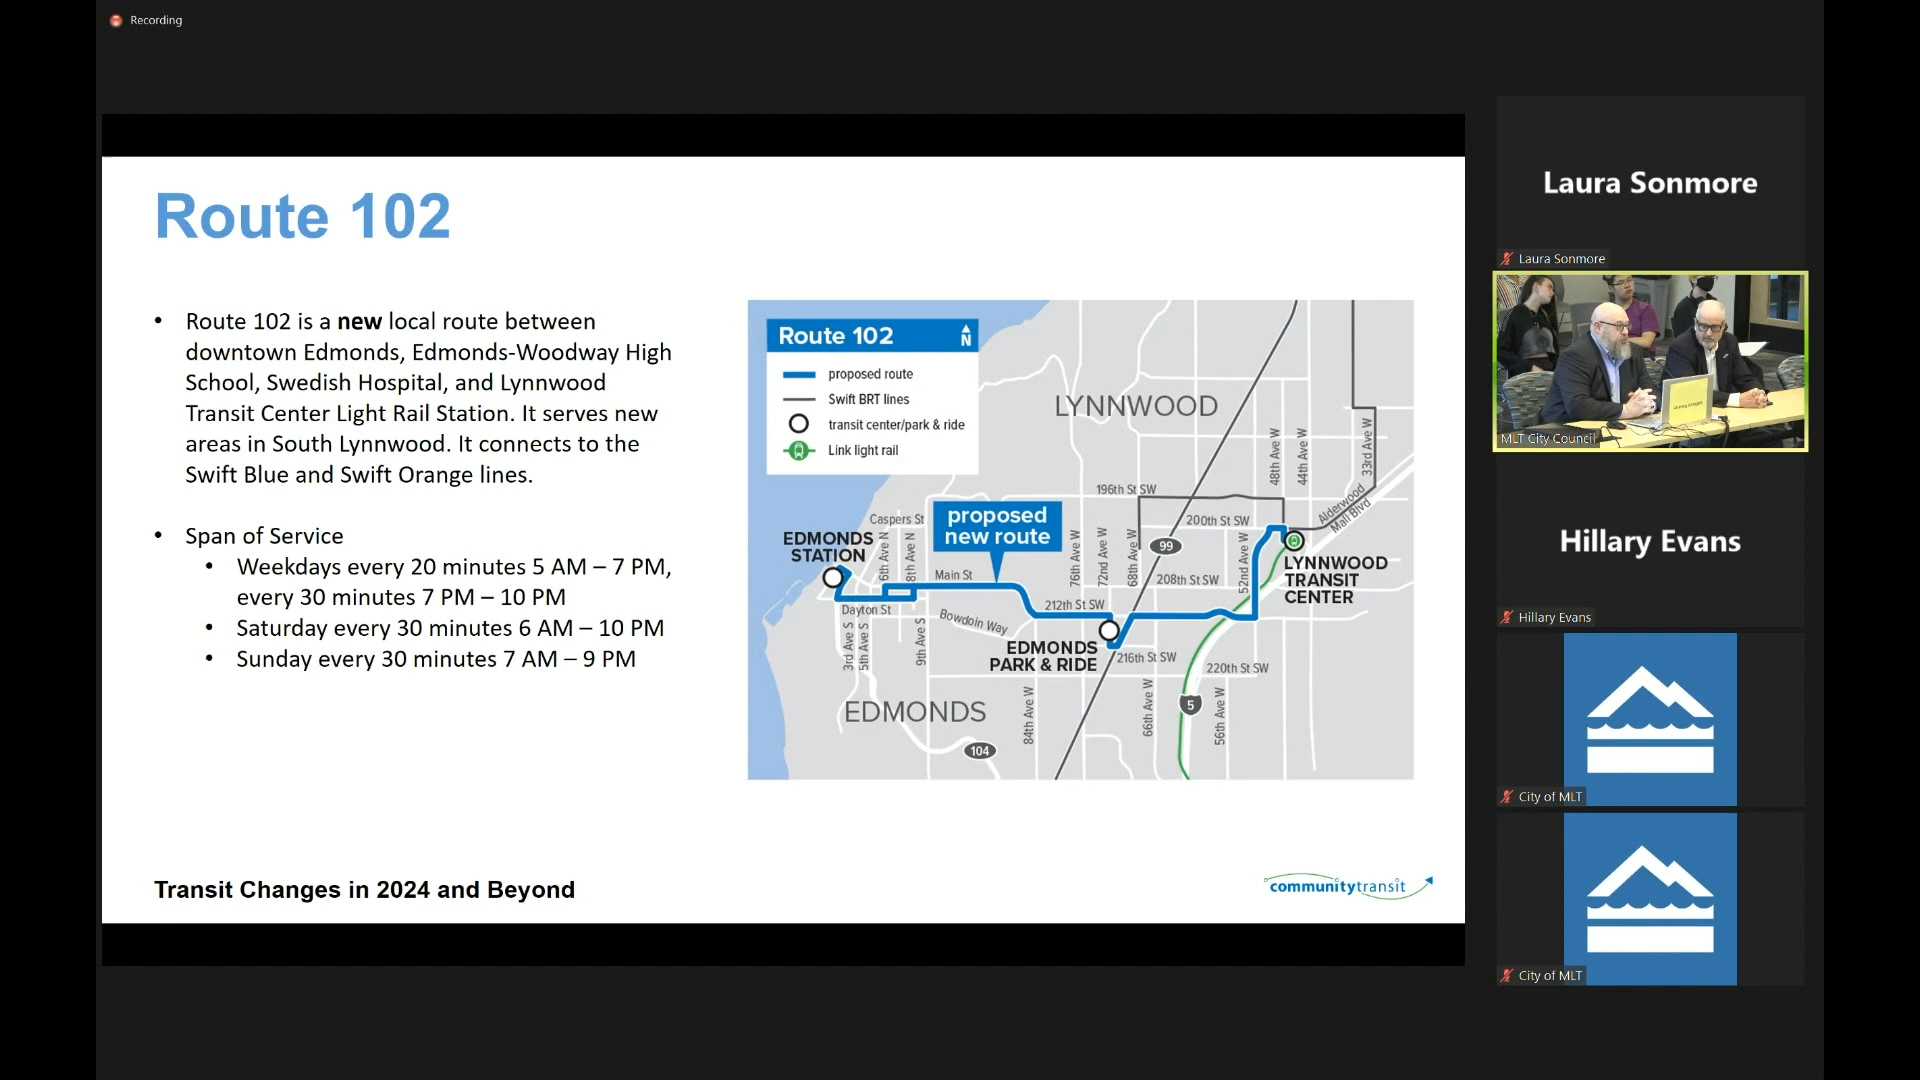 Recording
Route 102
• Route 102 is a new local route between
downtown Edmonds, Edmonds-Woodway High
School, Swedish Hospital, and Lynnwood
Transit Center Light Rail Station. It serves new
areas in South Lynnwood. It connects to the
Swift Blue and Swift Orange lines.
• Span of Service
• Weekdays every 20 minutes 5 AM – 7 PM,
every 30 minutes 7 PM – 10 PM
• Saturday every 30 minutes 6 AM – 10 PM
• Sunday every 30 minutes 7 AM – 9 PM
Route 102
N
proposed route
Swift BRT lines
transit center/park & ride
Link light rail
LYNNWOOD
48th Ave W
44th Ave W
33rd Ave W
196th St SW
Alderwood
Mall Blvd
proposed
new route
Caspers St
200th St SW
EDMONDS
STATION
6th Ave N
8th Ave N
76th Ave W
72nd Ave W
68th Ave W
99
52nd Ave W
LYNNWOOD
TRANSIT
CENTER
Main St
208th St SW
Dayton St
212th St SW
Bowdoin Way
3rd Ave S
5th Ave S
9th Ave S
EDMONDS
PARK & RIDE
216th St SW
220th St SW
EDMONDS
84th Ave W
66th Ave W
5
56th Ave W
104
Transit Changes in 2024 and Beyond
communitytransit
Laura Sonmore
Laura Sonmore
MLT City Council
Hillary Evans
Hillary Evans
City of MLT
City of MLT